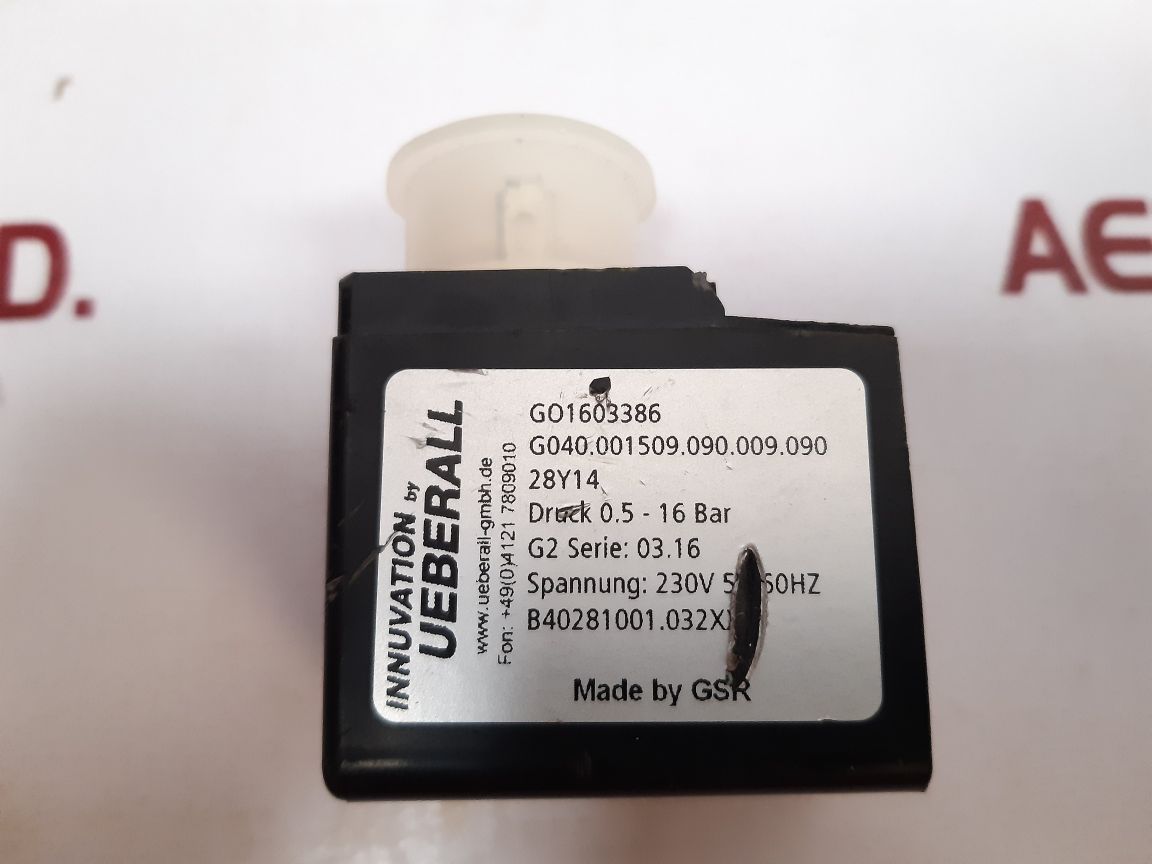 D.
AE
INNUVATION by
UEBERALL
www.ueberall-gmbh.de
Fon: +49(0)4121 7809010
GO1603386
G040.001509.090.009.090
28Y14
Druck 0.5 - 16 Bar
G2 Serie: 03.16
Spannung: 230V
Made by GSR